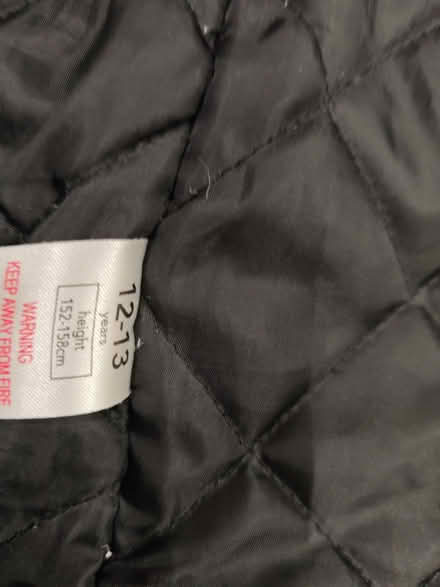 12-13
years
height
152-158cm
WARNING
KEEP AWAY FROM FIRE